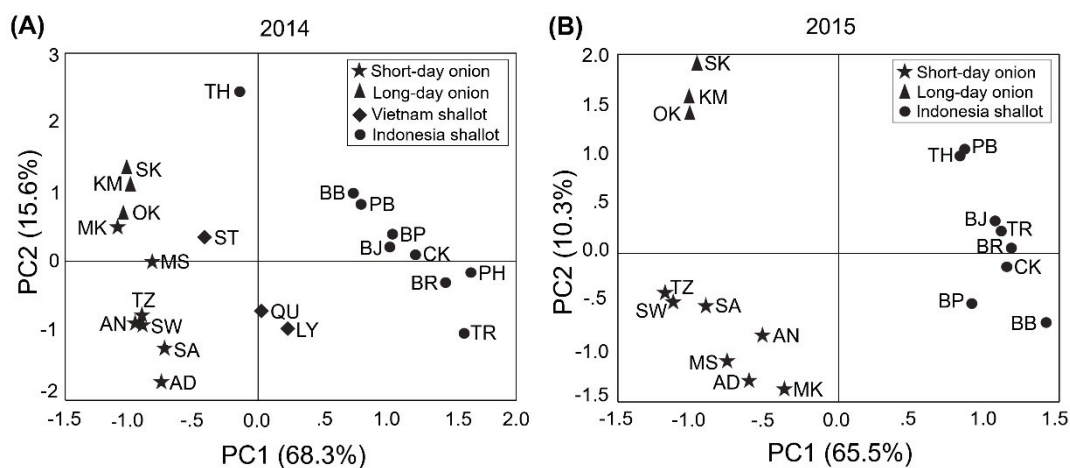 (A)
2014
PC2 (15.6%)
3
2
1
0
-1
-2
-1.5
-1.0
-.5
0.0
.5
1.0
1.5
2.0
PC1 (68.3%)
Short-day onion
Long-day onion
Vietnam shallot
Indonesia shallot
TH
SK
KM
OK
MK
ST
MS
TZ
AN
SW
SA
AD
QU
LY
BB
PB
BP
BJ
CK
BR
PH
TR
(B)
2015
PC2 (10.3%)
2.0
1.5
1.0
.5
0.0
-.5
-1.0
-1.5
-1.5
-1.0
-.5
0.0
.5
1.0
1.5
PC1 (65.5%)
Short-day onion
Long-day onion
Indonesia shallot
SK
KM
OK
PB
TH
BJ
TR
BR
CK
BP
BB
TZ
SW
SA
AN
MS
AD
MK